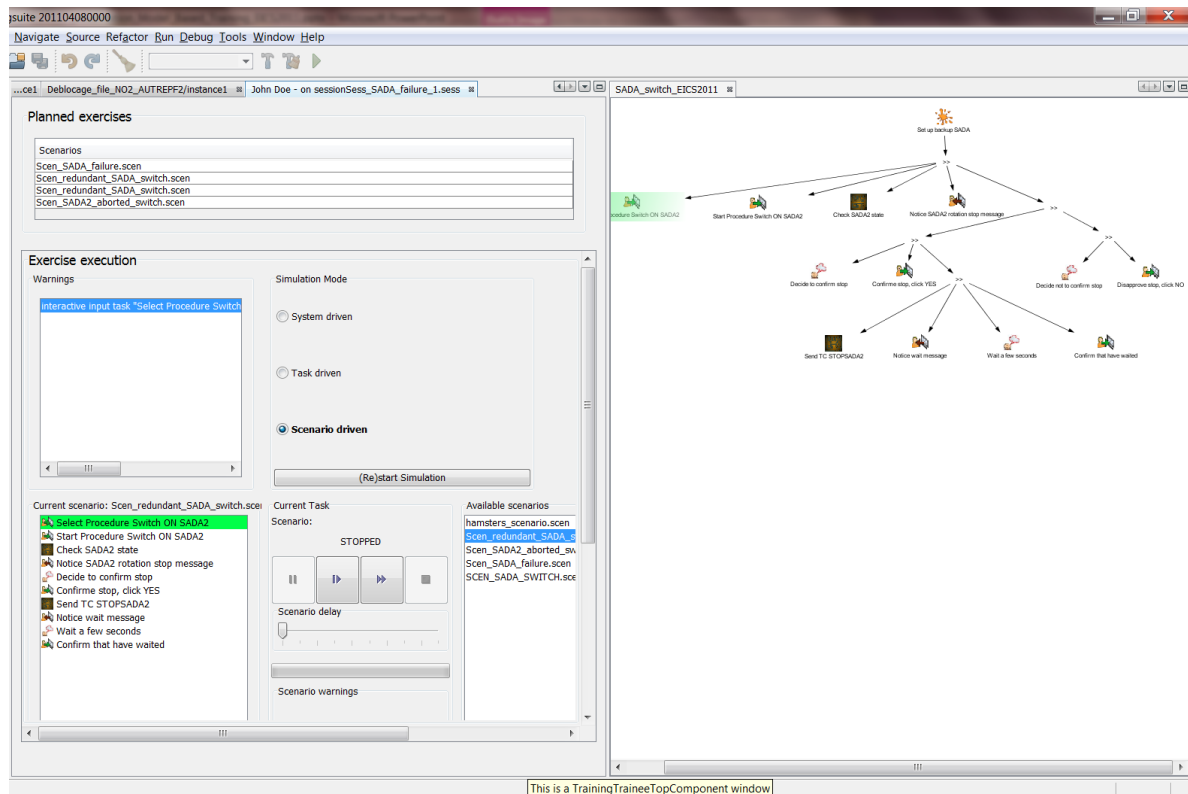 gsuite 201104080000
Navigate Source Refactor Run Debug Tools Window Help
...ce1 Deblocage_file_NO2_AUTREPF2/instance1 John Doe - on sessionSess_SADA_failure_1.sess
SADA_switch_EICS2011
Planned exercises
Scenarios
Scen_SADA_failure.scen
Scen_redundant_SADA_switch.scen
Scen_redundant_SADA_switch.scen
Scen_SADA2_aborted_switch.scen
Exercise execution
Warnings
interactive input task "Select Procedure Switch
Simulation Mode
System driven
Task driven
Scenario driven
(Re)start Simulation
Current scenario: Scen_redundant_SADA_switch.scen
Select Procedure Switch ON SADA2
Start Procedure Switch ON SADA2
Check SADA2 state
Notice SADA2 rotation stop message
Decide to confirm stop
Confirme stop, click YES
Send TC STOPSADA2
Notice wait message
Wait a few seconds
Confirm that have waited
Current Task
Scenario:
STOPPED
Scenario delay
Scenario warnings
Available scenarios
hamsters_scenario.scen
Scen_redundant_SADA_s
Scen_SADA2_aborted_sw
Scen_SADA_failure.scen
SCEN_SADA_SWITCH.sce
Set up backup SADA
>>
ocedure Switch ON SADA2
Start Procedure Switch ON SADA2
Check SADA2 state
Notice SADA2 rotation stop message
>>
>>
>>
Decide to confirm stop
Confirme stop, click YES
>>
Decide not to confirm stop
Disapprove stop, click NO
Send TC STOPSADA2
Notice wait message
Wait a few seconds
Confirm that have waited
This is a TrainingTraineeTopComponent window